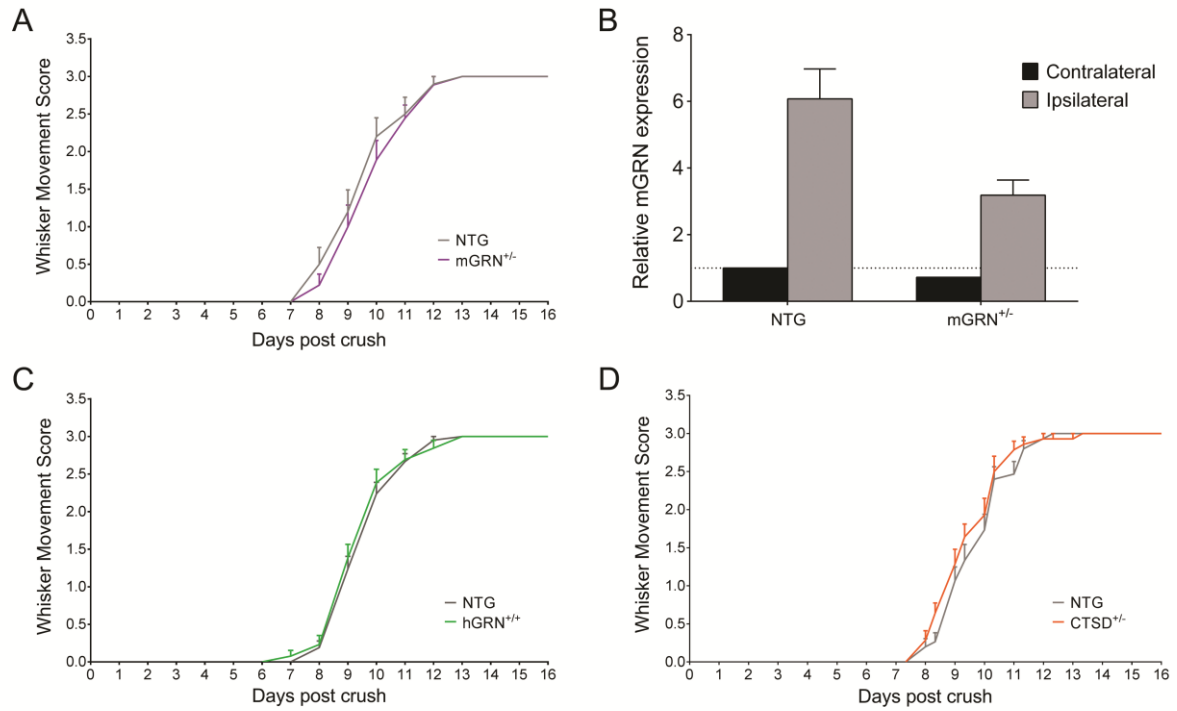 A
Whisker Movement Score
3.5
3.0
2.5
2.0
1.5
1.0
0.5
0.0
NTG
mGRN+/-
0 1 2 3 4 5 6 7 8 9 10 11 12 13 14 15 16
Days post crush
B
Relative mGRN expression
8
6
4
2
0
Contralateral
Ipsilateral
NTG mGRN+/-
C
Whisker Movement Score
3.5
3.0
2.5
2.0
1.5
1.0
0.5
0.0
NTG
hGRN+/+
0 1 2 3 4 5 6 7 8 9 10 11 12 13 14 15 16
Days post crush
D
Whisker Movement Score
3.5
3.0
2.5
2.0
1.5
1.0
0.5
0.0
NTG
CTSD+/-
0 1 2 3 4 5 6 7 8 9 10 11 12 13 14 15 16
Days post crush